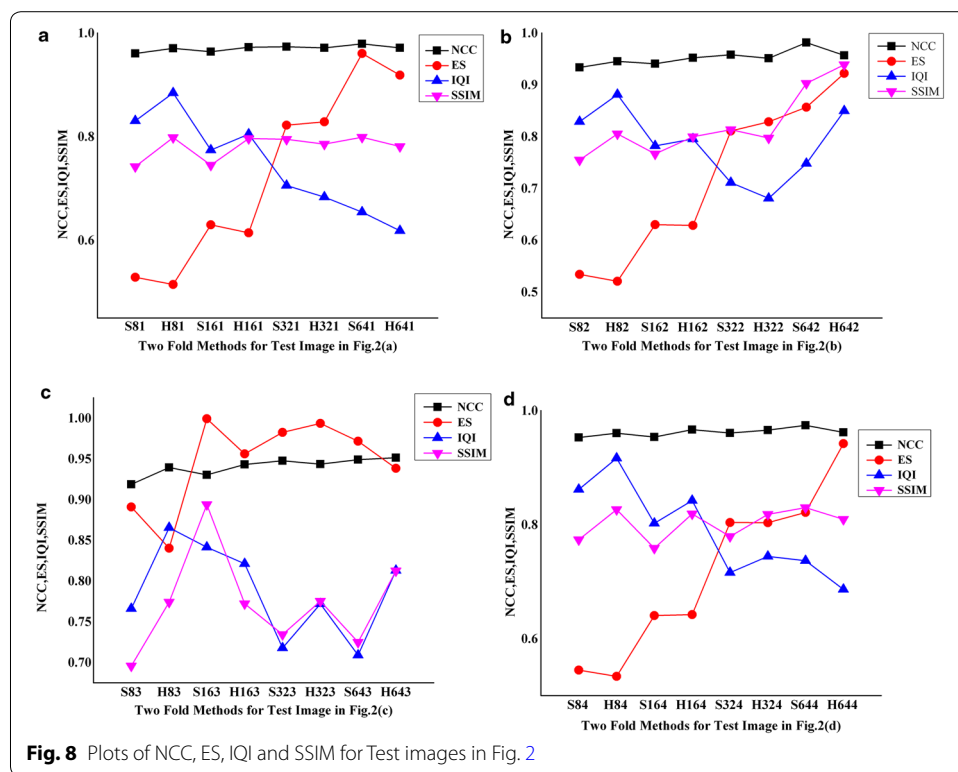 a
1.0
0.9
0.8
0.7
0.6
NCC,ES,IQI,SSIM
NCC
ES
IQI
SSIM
S81 H81 S161 H161 S321 H321 S641 H641
Two Fold Methods for Test Image in Fig.2(a)
b
1.0
0.9
0.8
0.7
0.6
0.5
NCC,ES,IQI,SSIM
NCC
ES
IQI
SSIM
S82 H82 S162 H162 S322 H322 S642 H642
Two Fold Methods for Test Image in Fig.2(b)
c
1.00
0.95
0.90
0.85
0.80
0.75
0.70
NCC,ES,IQI,SSIM
NCC
ES
IQI
SSIM
S83 H83 S163 H163 S323 H323 S643 H643
Two Fold Methods for Test Image in Fig.2(c)
d
1.0
0.8
0.6
NCC,ES,IQI,SSIM
NCC
ES
IQI
SSIM
S84 H84 S164 H164 S324 H324 S644 H644
Two Fold Methods for Test Image in Fig.2(d)
Fig. 8 Plots of NCC, ES, IQI and SSIM for Test images in Fig. 2